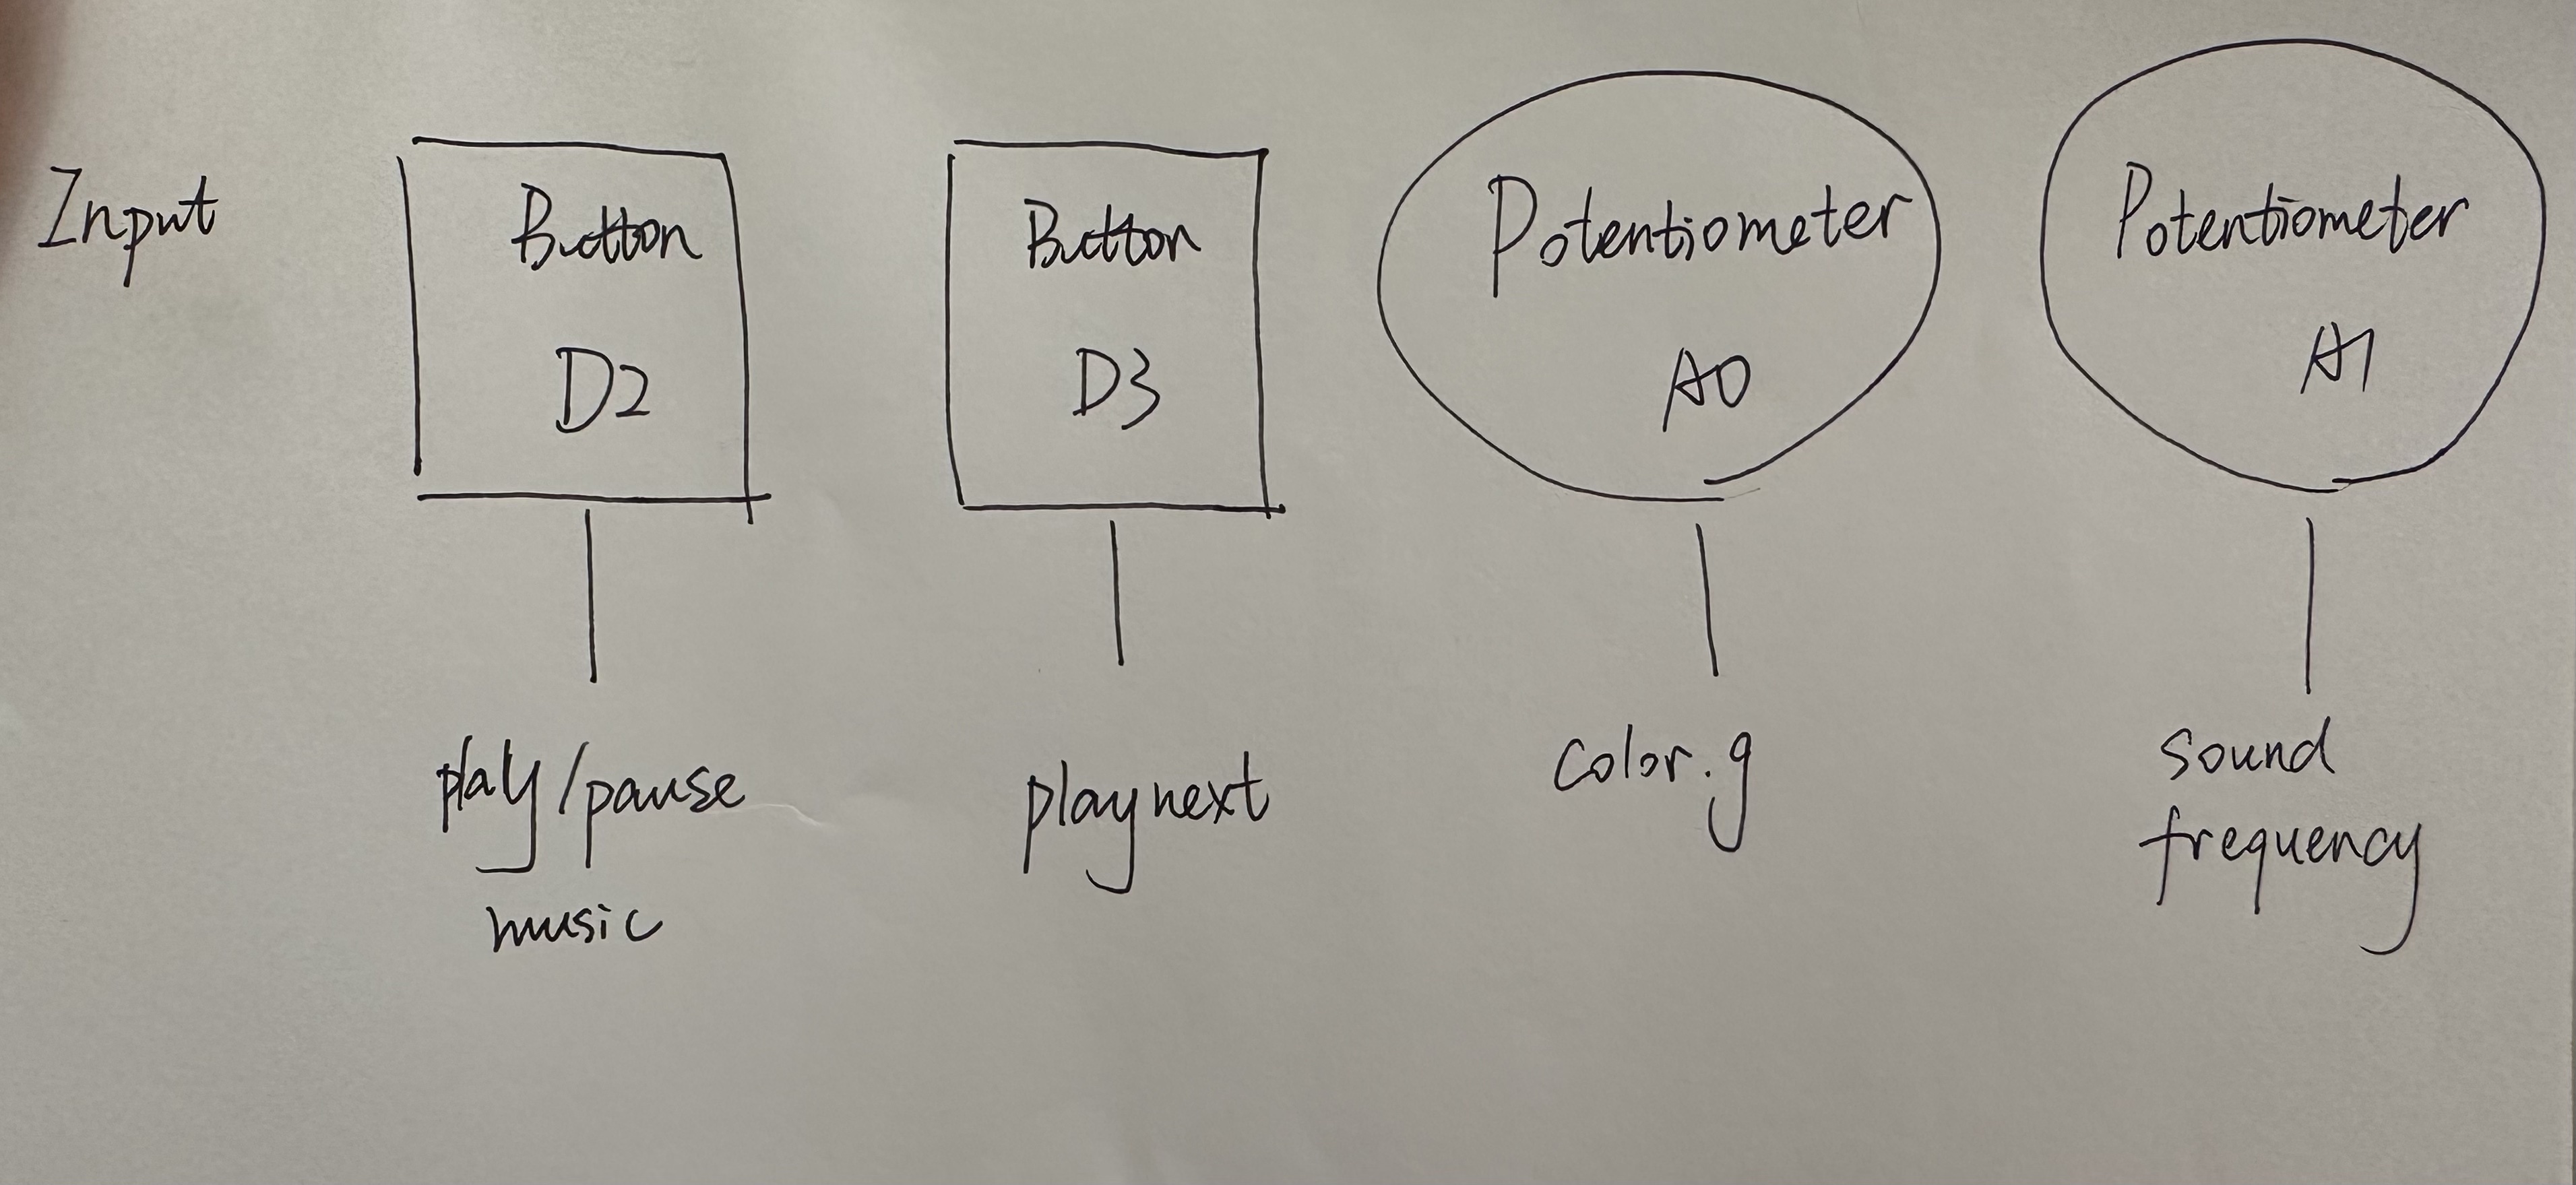 Input
Button
D2
play/pause
music
Button
D3
playnext
Potentiometer
A0
color.g
Potentiometer
A1
sound
frequency